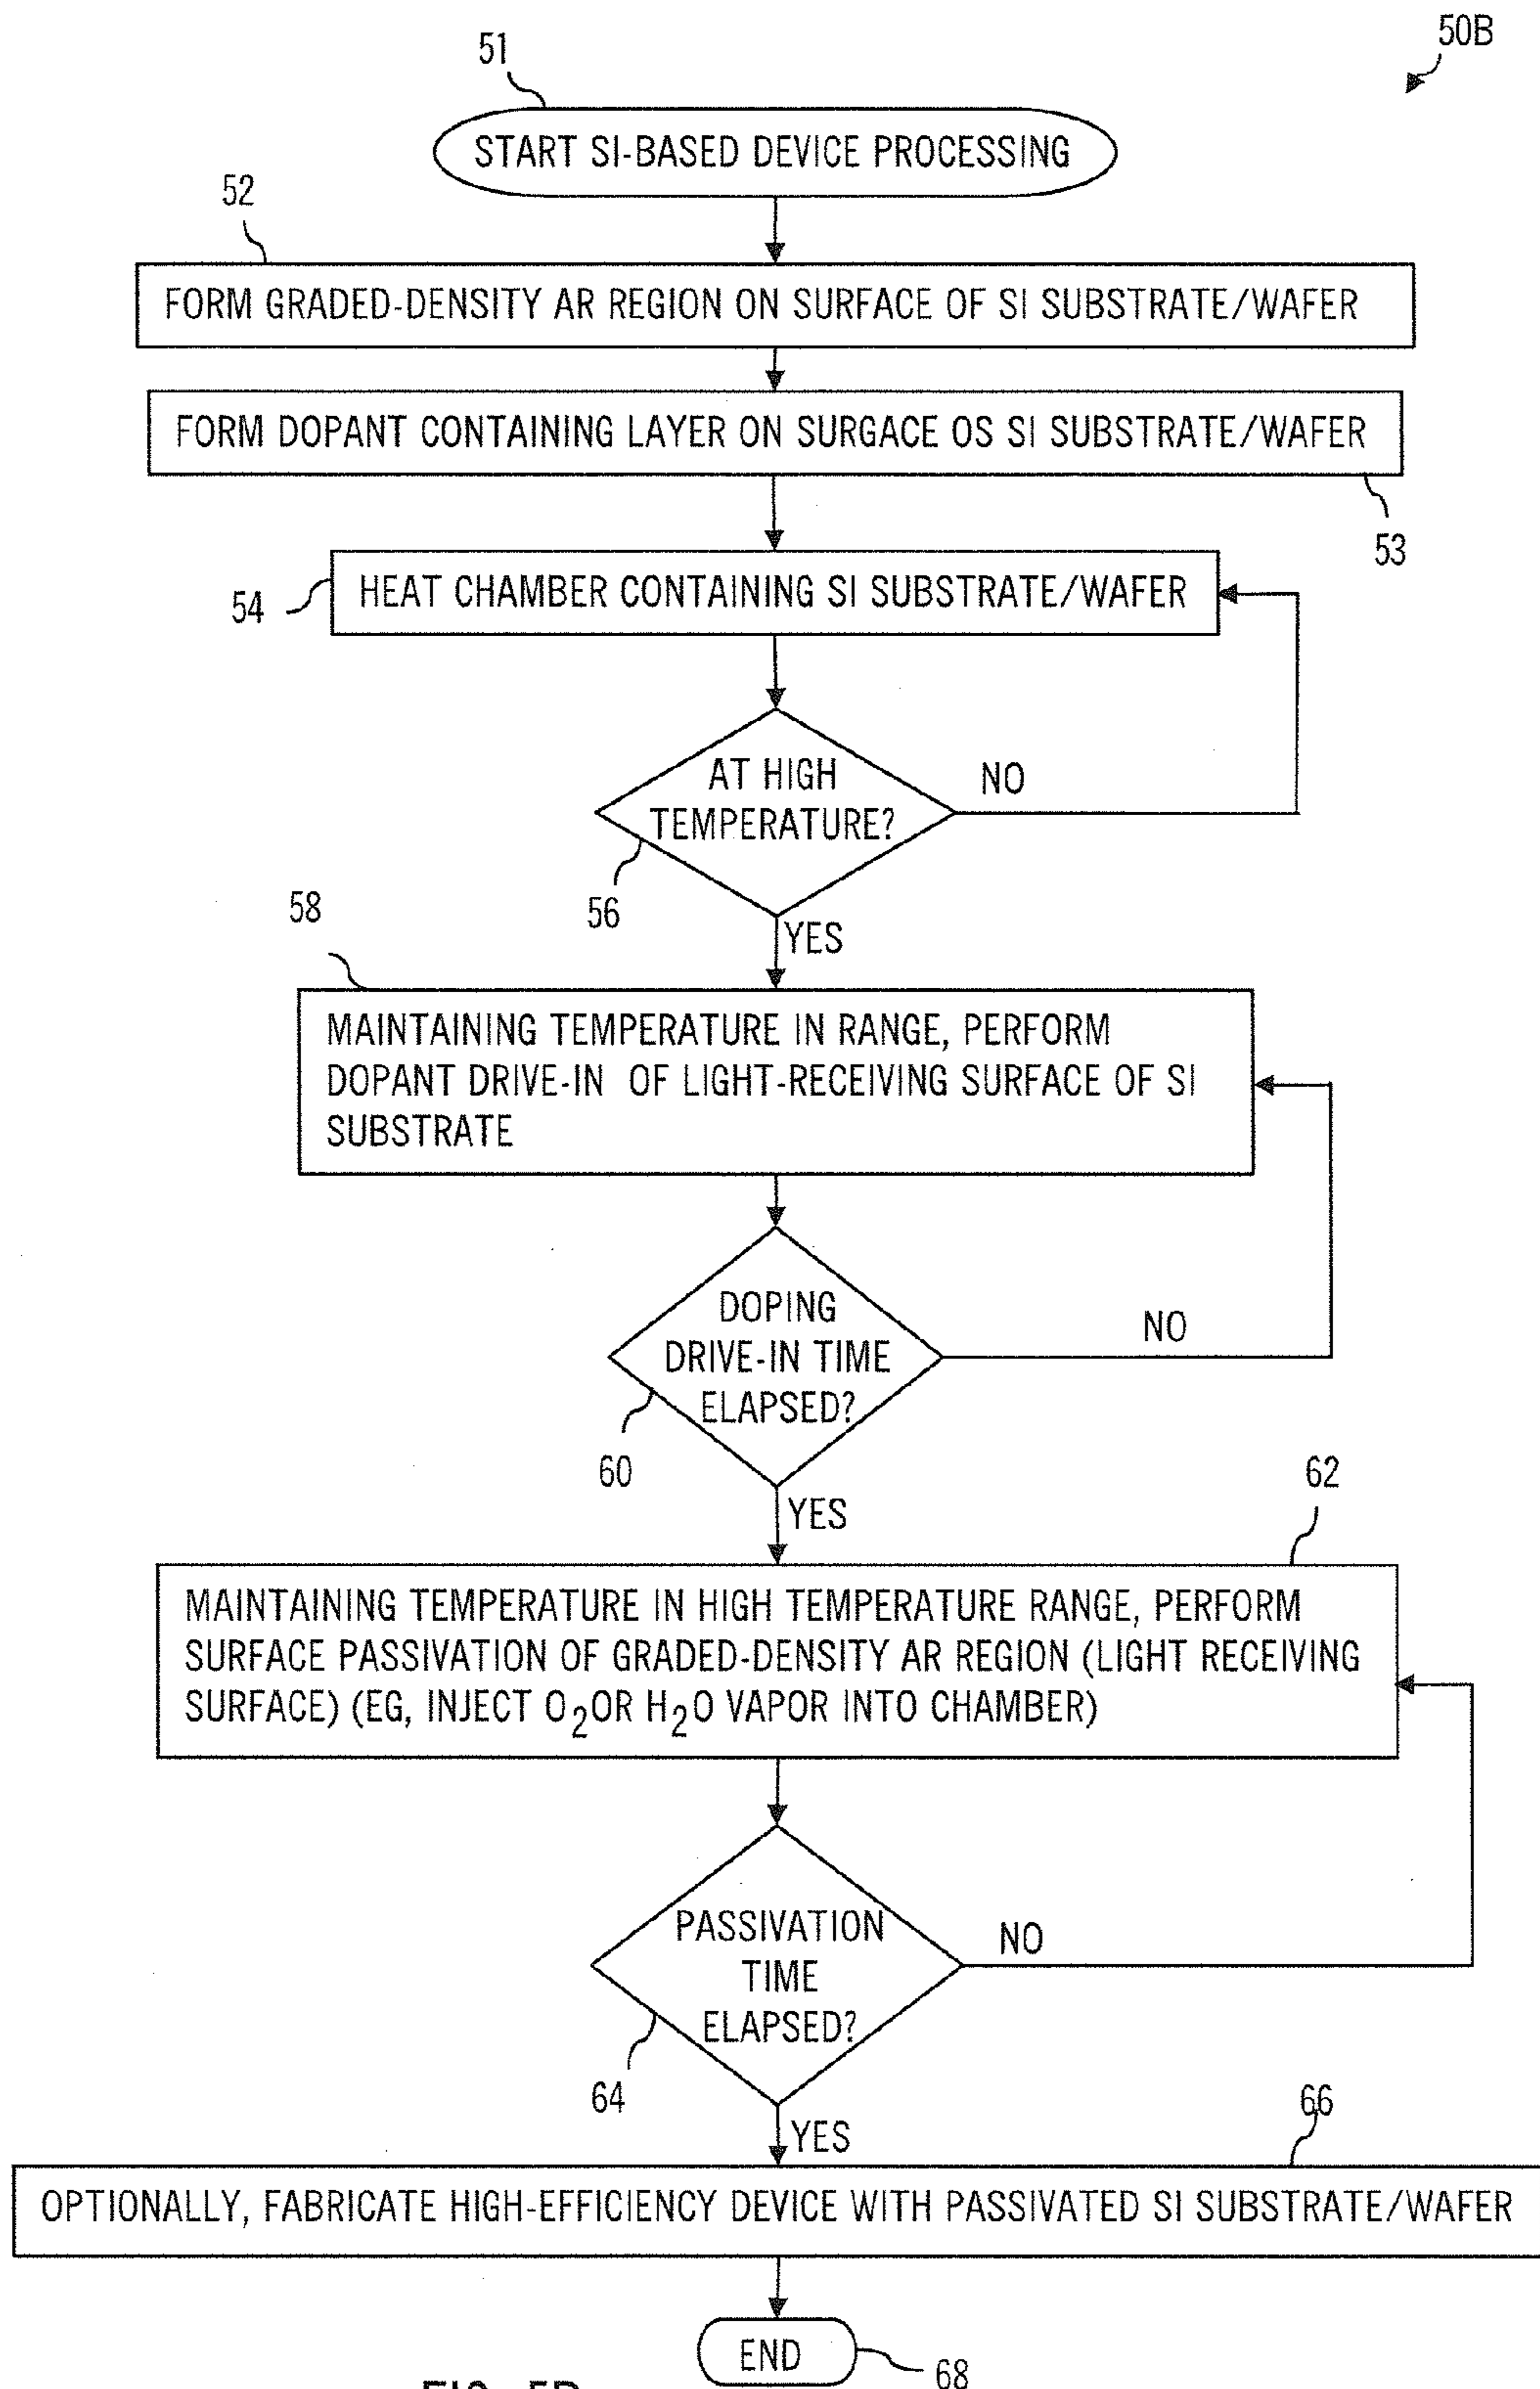 50B
51
START SI-BASED DEVICE PROCESSING
52
FORM GRADED-DENSITY AR REGION ON SURFACE OF SI SUBSTRATE/WAFER
FORM DOPANT CONTAINING LAYER ON SURGACE OS SI SUBSTRATE/WAFER
53
54
HEAT CHAMBER CONTAINING SI SUBSTRATE/WAFER
AT HIGH
TEMPERATURE?
NO
56
YES
58
MAINTAINING TEMPERATURE IN RANGE, PERFORM
DOPANT DRIVE-IN OF LIGHT-RECEIVING SURFACE OF SI
SUBSTRATE
DOPING
DRIVE-IN TIME
ELAPSED?
NO
60
YES
62
MAINTAINING TEMPERATURE IN HIGH TEMPERATURE RANGE, PERFORM
SURFACE PASSIVATION OF GRADED-DENSITY AR REGION (LIGHT RECEIVING
SURFACE) (EG, INJECT O2OR H2O VAPOR INTO CHAMBER)
PASSIVATION
TIME
ELAPSED?
NO
64
YES
66
OPTIONALLY, FABRICATE HIGH-EFFICIENCY DEVICE WITH PASSIVATED SI SUBSTRATE/WAFER
END
68